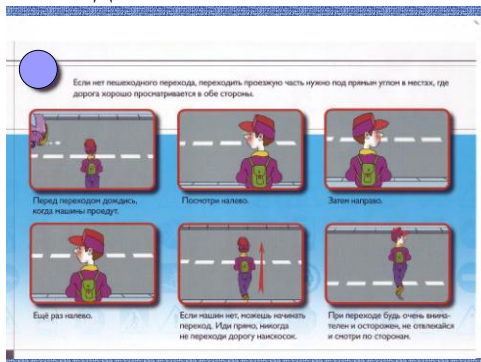 Если нет пешеходного перехода, переходить проезжую часть нужно под прямым углом в местах, где
дорога хорошо просматривается в обе стороны.
Перед переходом дождись,
когда машины проедут.
Посмотри налево.
Затем направо.
Ещё раз налево.
Если машин нет, можешь начинать
переход. Иди прямо, никогда
не переходи дорогу наискосок.
При переходе будь очень внима-
телен и осторожен, не отвлекайся
и смотри по сторонам.